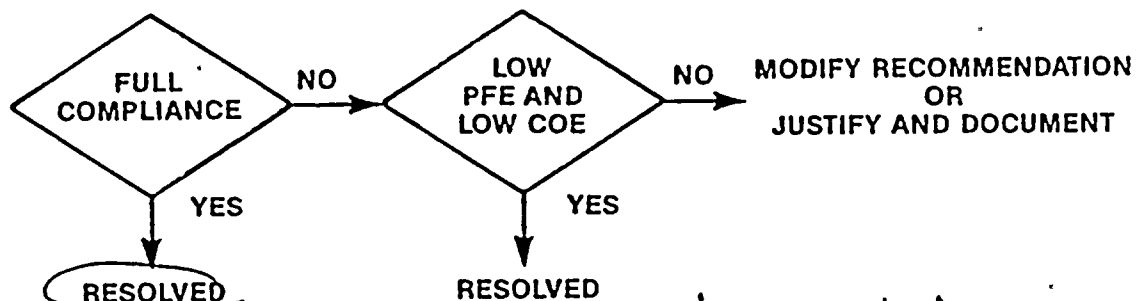 FULL
COMPLIANCE
NO
LOW
PFE AND
LOW COE
NO
MODIFY RECOMMENDATION
OR
JUSTIFY AND DOCUMENT
YES
YES
RESOLVED
RESOLVED